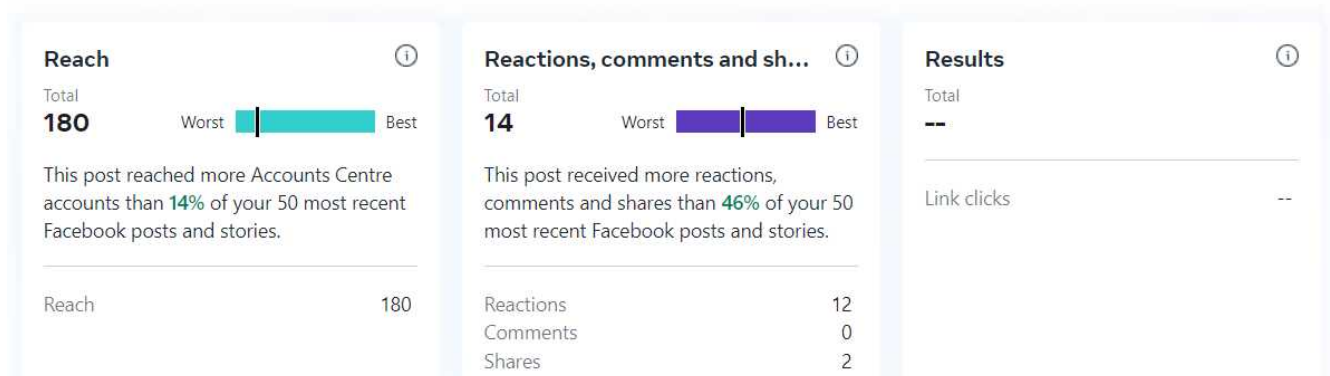 Reach
Total
180
Worst
Best
This post reached more Accounts Centre
accounts than 14% of your 50 most recent
Facebook posts and stories.
Reach 180
Reactions, comments and sh...
Total
14
Worst
Best
This post received more reactions,
comments and shares than 46% of your 50
most recent Facebook posts and stories.
Reactions 12
Comments 0
Shares 2
Results
Total
--
Link clicks --